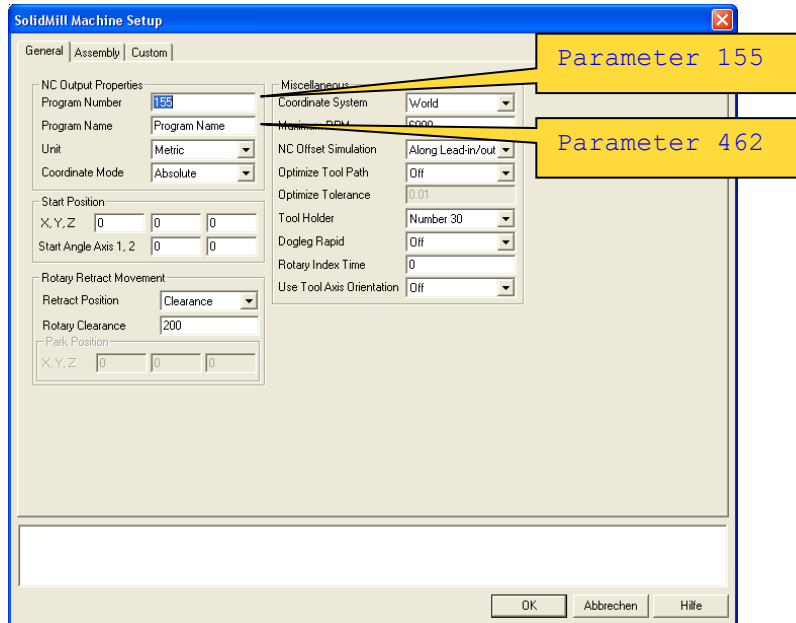 SolidMill Machine Setup
General Assembly Custom
Parameter 155
Parameter 462
NC Output Properties
Program Number 155
Program Name Program Name
Unit Metric
Coordinate Mode Absolute
Start Position
X,Y,Z 0 0 0
Start Angle Axis 1, 2 0 0
Rotary Retract Movement
Retract Position Clearance
Rotary Clearance 200
Park Position
X,Y,Z 0 0 0
Miscellaneous
Coordinate System World
Maximum RPM 6000
NC Offset Simulation Along Lead-in/out
Optimize Tool Path Off
Optimize Tolerance 0.01
Tool Holder Number 30
Dogleg Rapid Off
Rotary Index Time 0
Use Tool Axis Orientation Off
OK Abbrechen Hilfe